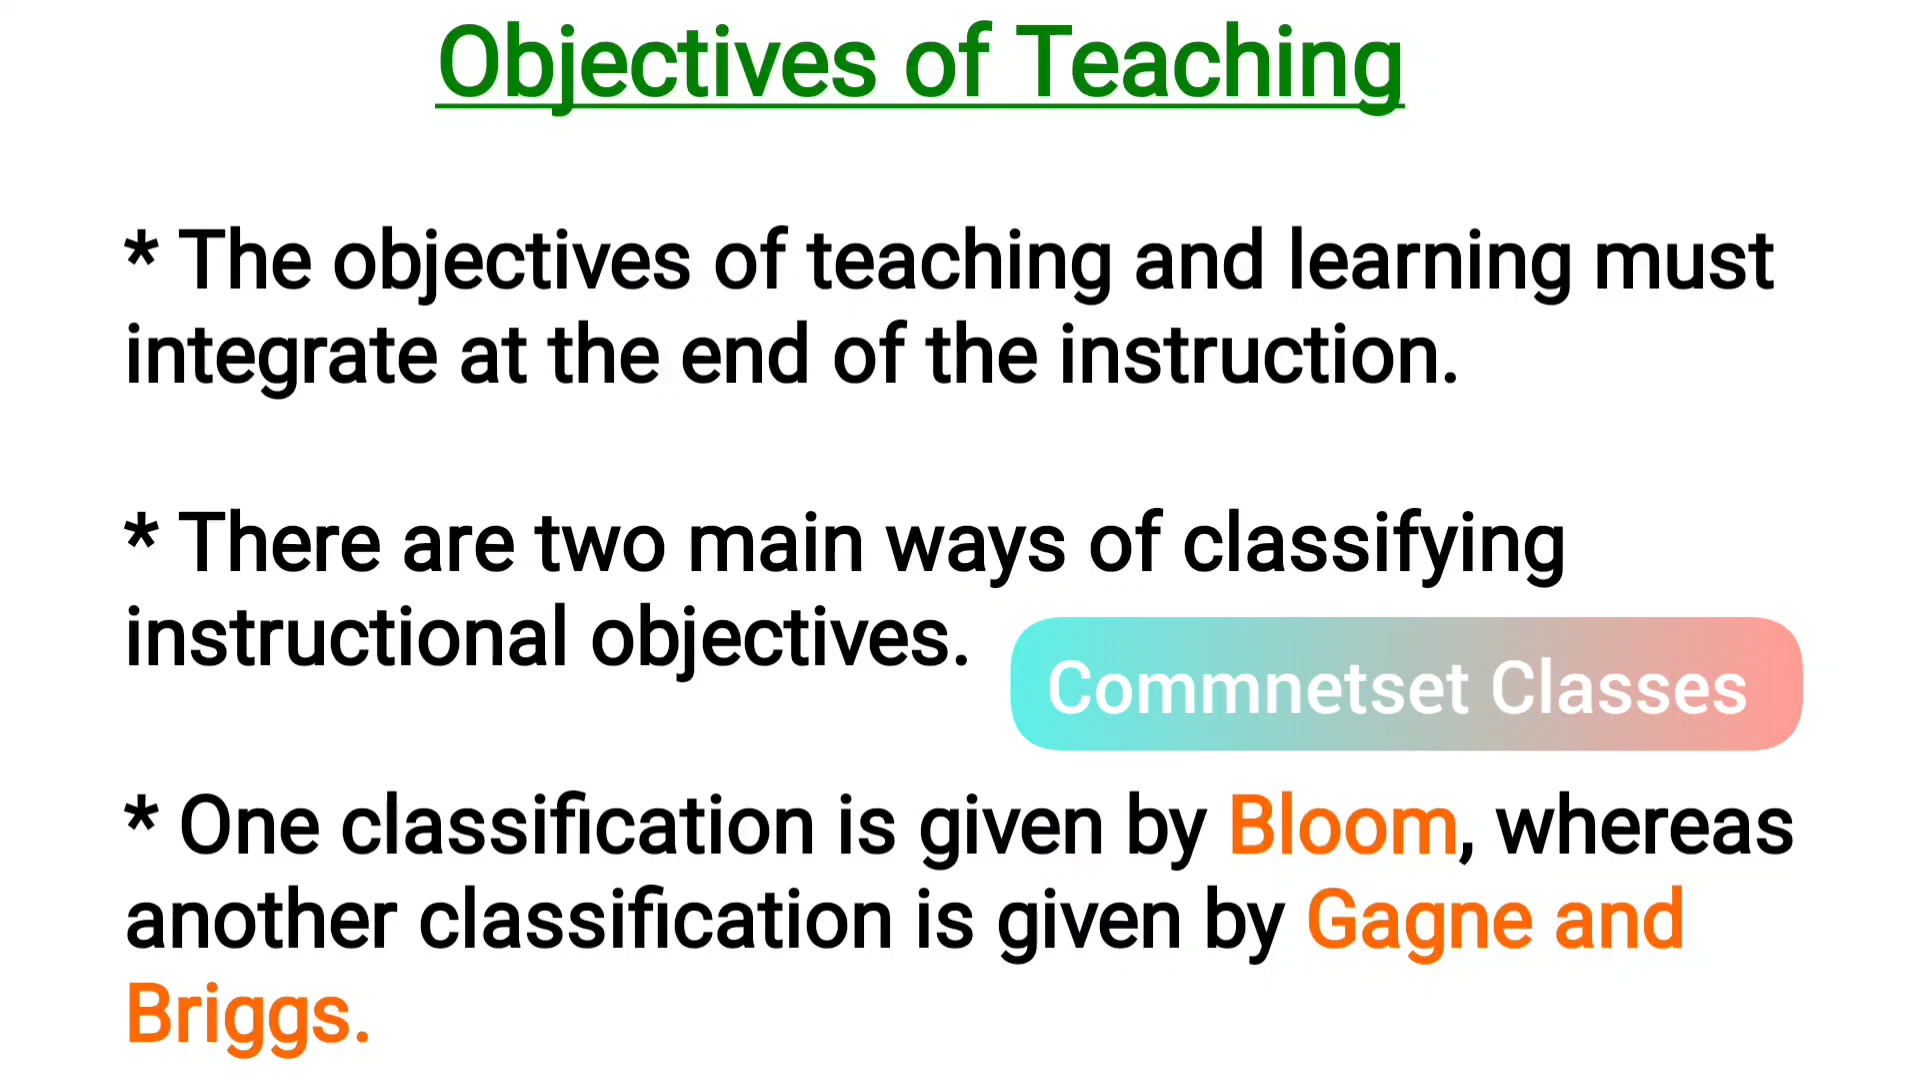 Objectives of Teaching
* The objectives of teaching and learning must
integrate at the end of the instruction.
* There are two main ways of classifying
instructional objectives.
Commnetset Classes
* One classification is given by Bloom, whereas
another classification is given by Gagne and
Briggs.